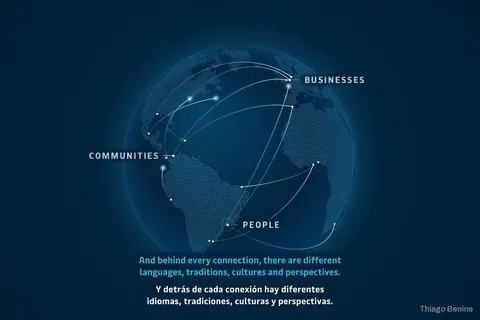 BUSINESSES
COMMUNITIES
PEOPLE
And behind every connection, there are different
languages, traditions, cultures and perspectives.
Y detrás de cada conexión hay diferentes
idiomas, tradiciones, culturas y perspectivas.
Thiago Benine